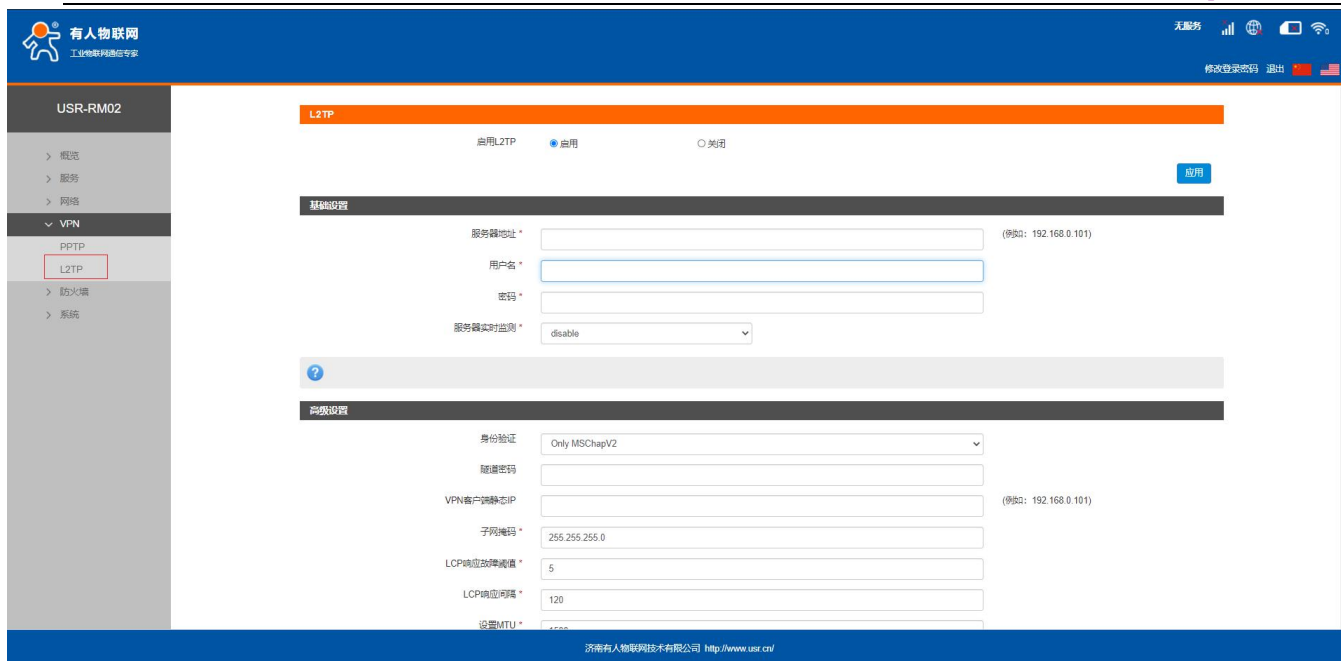 有人物联网
工业物联网通信专家
无服务
修改登录密码 退出
USR-RM02
概览
服务
网络
VPN
PPTP
L2TP
防火墙
系统
L2TP
启用L2TP 启用 关闭
应用
基础设置
服务器地址 * (例如：192.168.0.101)
用户名 *
密码 *
服务器实时监测 * disable
高级设置
身份验证 Only MSChapV2
隧道密码
VPN客户端静态IP (例如：192.168.0.101)
子网掩码 * 255.255.255.0
LCP响应故障阈值 * 5
LCP响应间隔 * 120
设置MTU *
济南有人物联网技术有限公司 http://www.usr.cn/